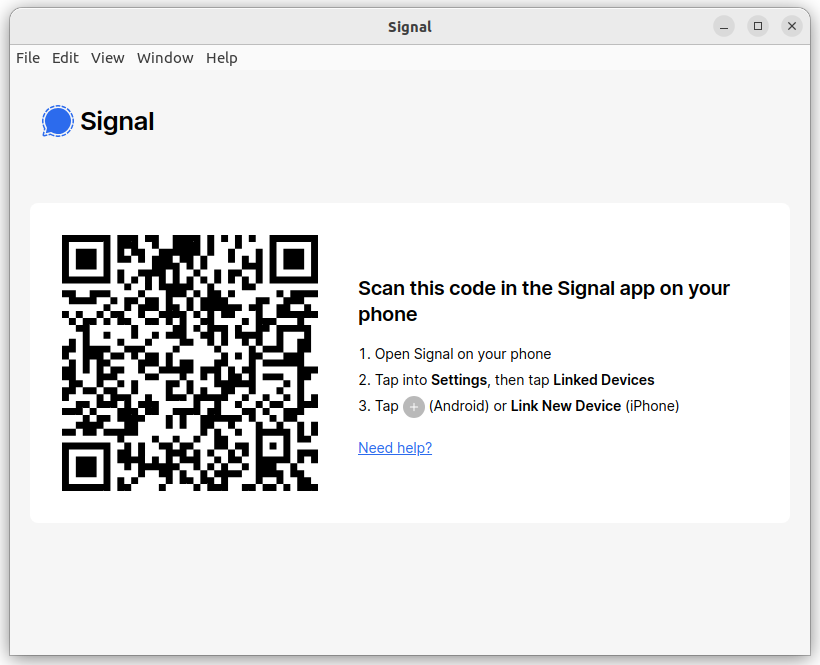 Signal
File Edit View Window Help
Signal
Scan this code in the Signal app on your
phone
1. Open Signal on your phone
2. Tap into Settings, then tap Linked Devices
3. Tap + (Android) or Link New Device (iPhone)
Need help?